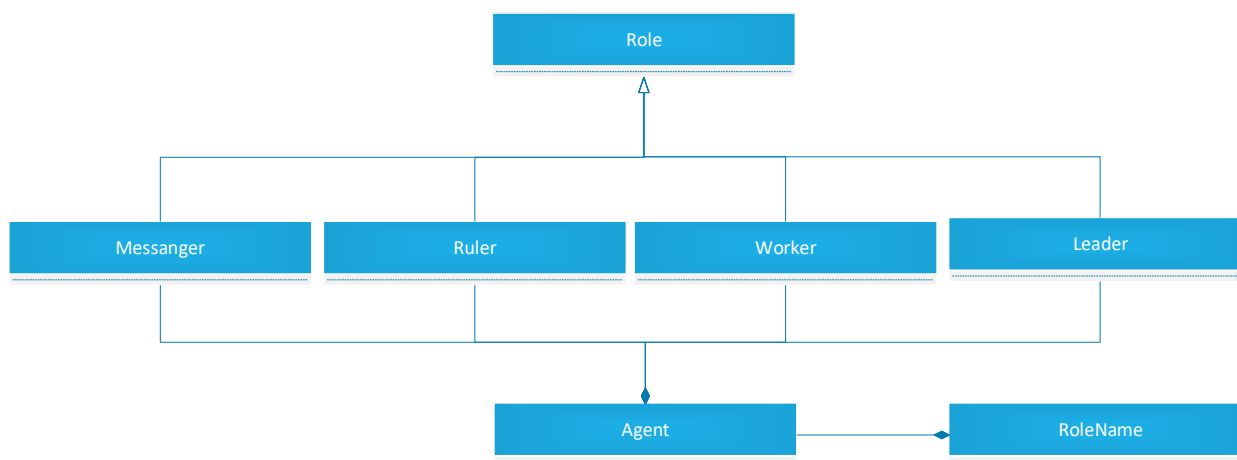 Role
Messanger
Ruler
Worker
Leader
Agent
RoleName